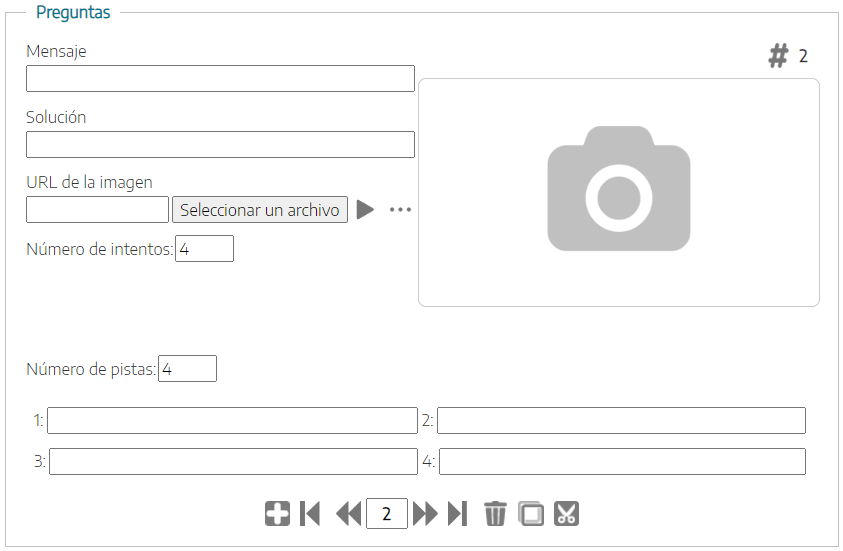 Preguntas
Mensaje
# 2
Solución
URL de la imagen
Seleccionar un archivo
Número de intentos: 4
Número de pistas: 4
1: 2:
3: 4:
2